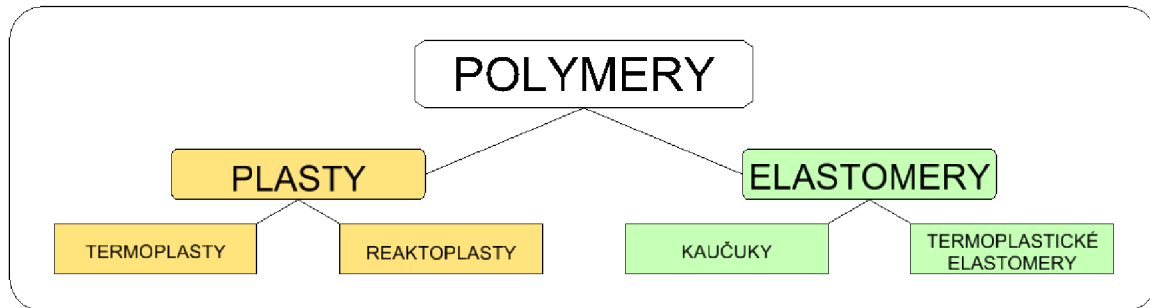 POLYMERY
PLASTY
ELASTOMERY
TERMOPLASTY
REAKTOPLASTY
KAUČUKY
TERMOPLASTICKÉ
ELASTOMERY